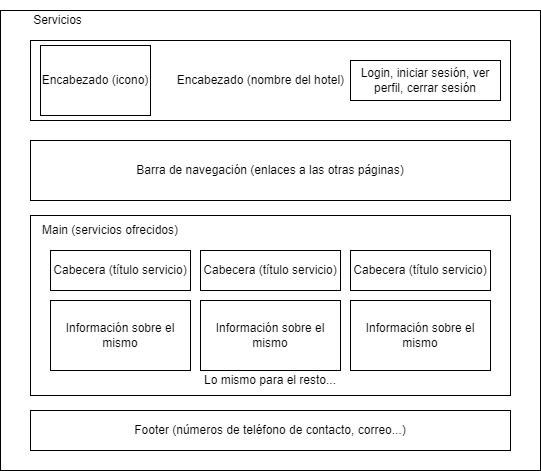 Servicios
Encabezado (icono)
Encabezado (nombre del hotel)
Login, iniciar sesión, ver
perfil, cerrar sesión
Barra de navegación (enlaces a las otras páginas)
Main (servicios ofrecidos)
Cabecera (título servicio)
Cabecera (título servicio)
Cabecera (título servicio)
Información sobre el
mismo
Información sobre el
mismo
Información sobre el
mismo
Lo mismo para el resto...
Footer (números de teléfono de contacto, correo...)